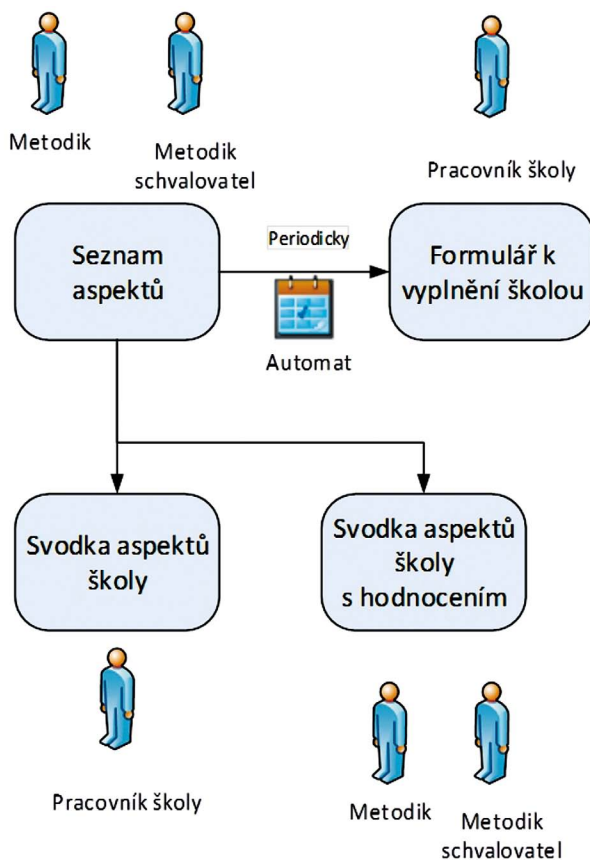 Metodik
Metodik
schvalovatel
Pracovník školy
Seznam
aspektů
Periodicky
Automat
Formulář k
vyplnění školou
Svodka aspektů
školy
Svodka aspektů
školy
s hodnocením
Pracovník školy
Metodik
Metodik
schvalovatel